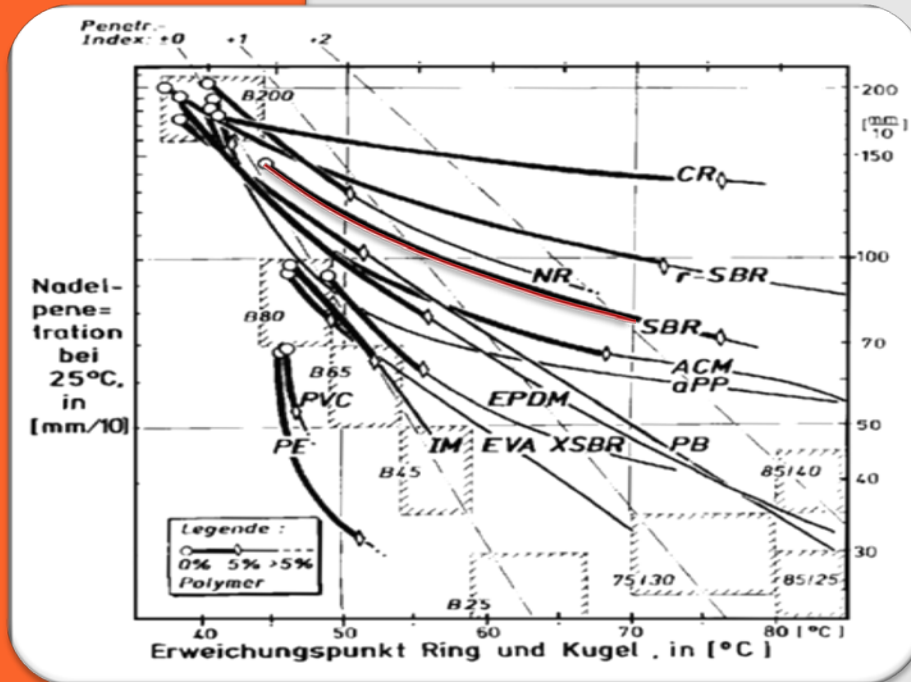 Penetr.-
Index: ±0 +1 +2
B200
200
[mm/10]
150
CR
100
NR
r-SBR
Nadel-
pene=
tration
bei
25°C,
in
[mm/10]
B80
SBR
70
ACM
aPP
B65
PVC
EPDM
50
PE
IM EVA XSBR PB
B45
85/40
40
Legende :
0% 5% >5%
Polymer
30
75/30
85/25
B25
40 50 60 70 80 [°C]
Erweichungspunkt Ring und Kugel , in [°C]